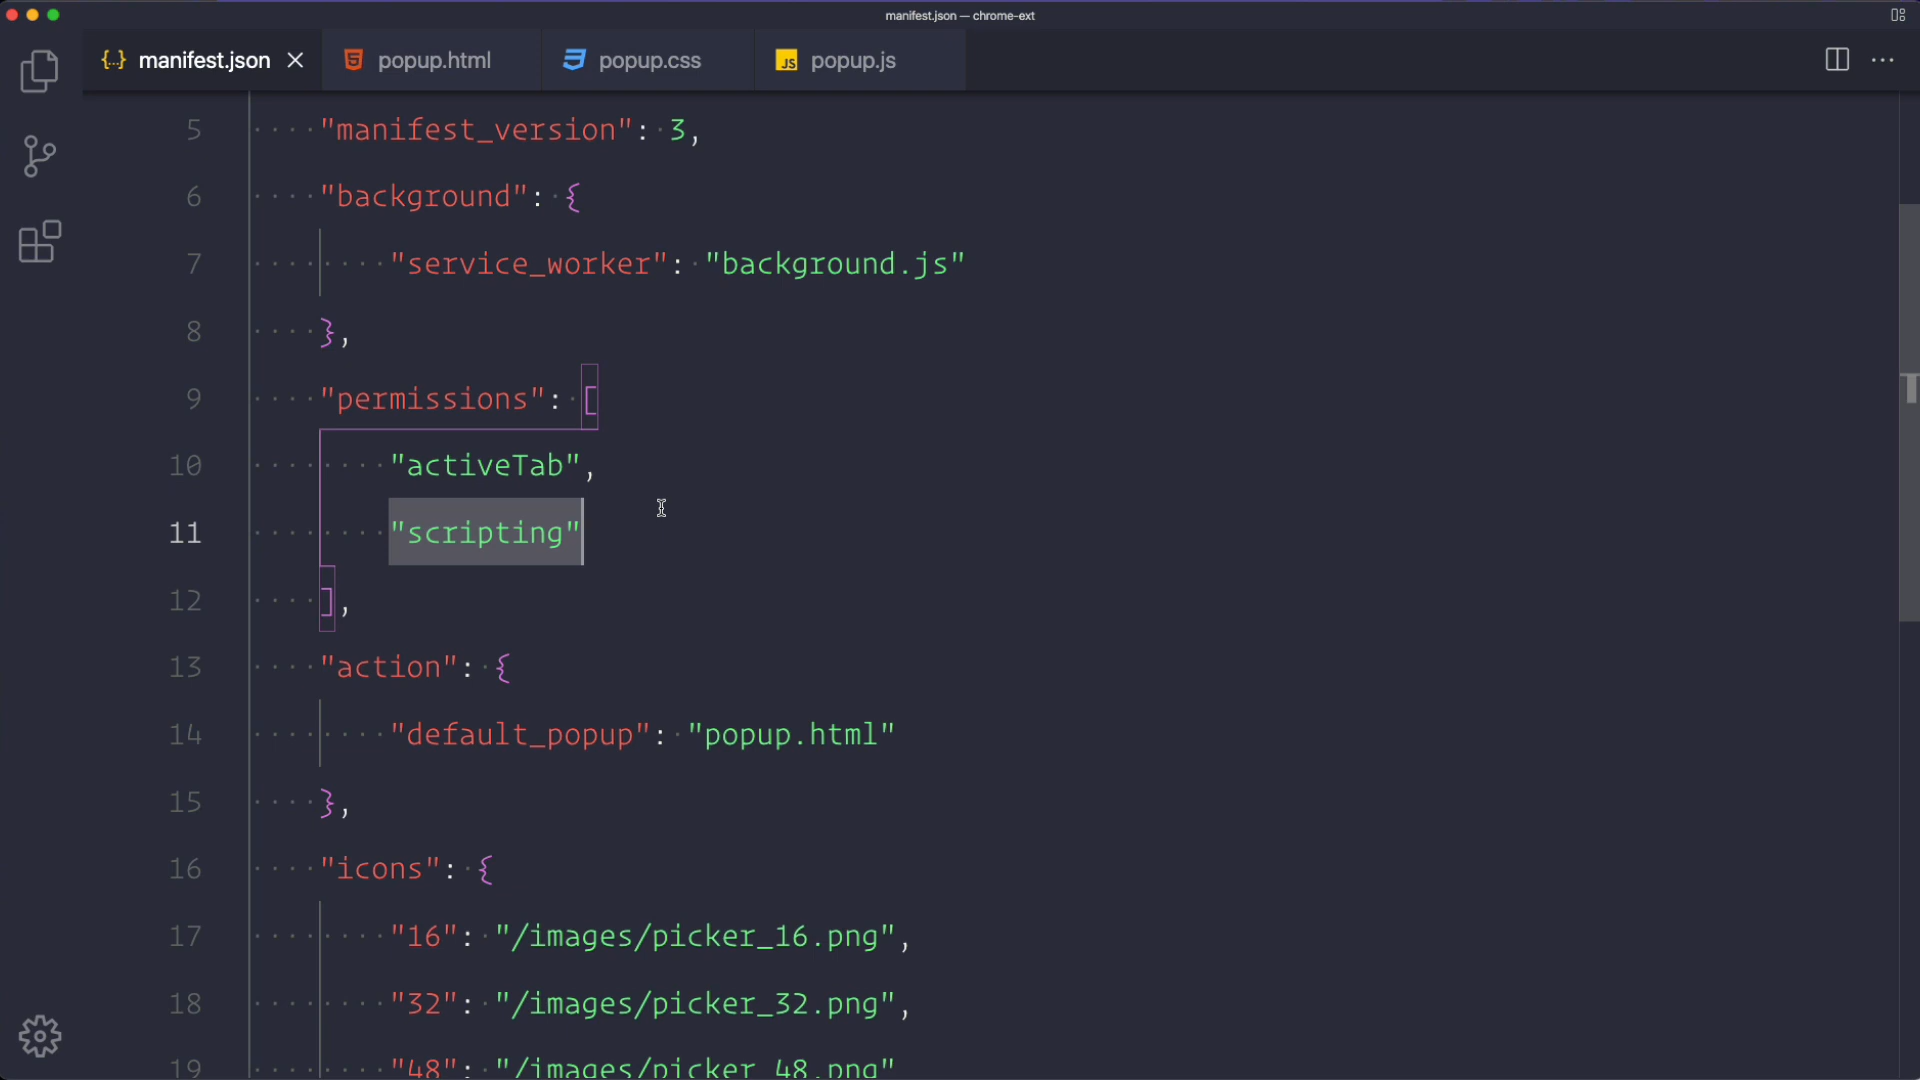 manifest.json — chrome-ext
{..} manifest.json popup.html popup.css JS popup.js
5 "manifest_version": 3,
6 "background": {
7 "service_worker": "background.js"
8 },
9 "permissions": [
10 "activeTab",
11 "scripting"
12 ],
13 "action": {
14 "default_popup": "popup.html"
15 },
16 "icons": {
17 "16": "/images/picker_16.png",
18 "32": "/images/picker_32.png",
19 "48": "/images/picker_48.png"